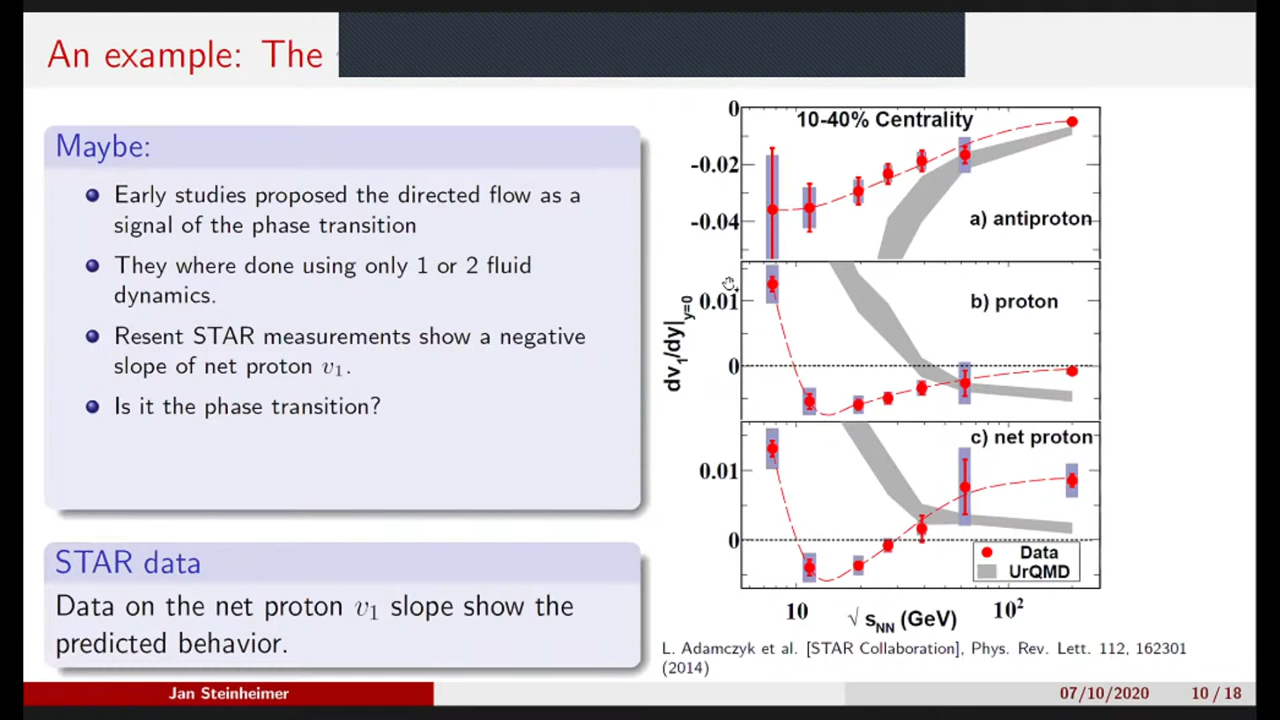 An example: The
Maybe:
Early studies proposed the directed flow as a
signal of the phase transition
They where done using only 1 or 2 fluid
dynamics.
Resent STAR measurements show a negative
slope of net proton v₁.
Is it the phase transition?
STAR data
Data on the net proton v₁ slope show the
predicted behavior.
10-40% Centrality
0
-0.02
-0.04
a) antiproton
0.01
0
b) proton
dv₁/dy|y=0
c) net proton
0.01
0
Data
UrQMD
10
10²
√sNN (GeV)
L. Adamczyk et al. [STAR Collaboration], Phys. Rev. Lett. 112, 162301
(2014)
Jan Steinheimer
07/10/2020
10 / 18